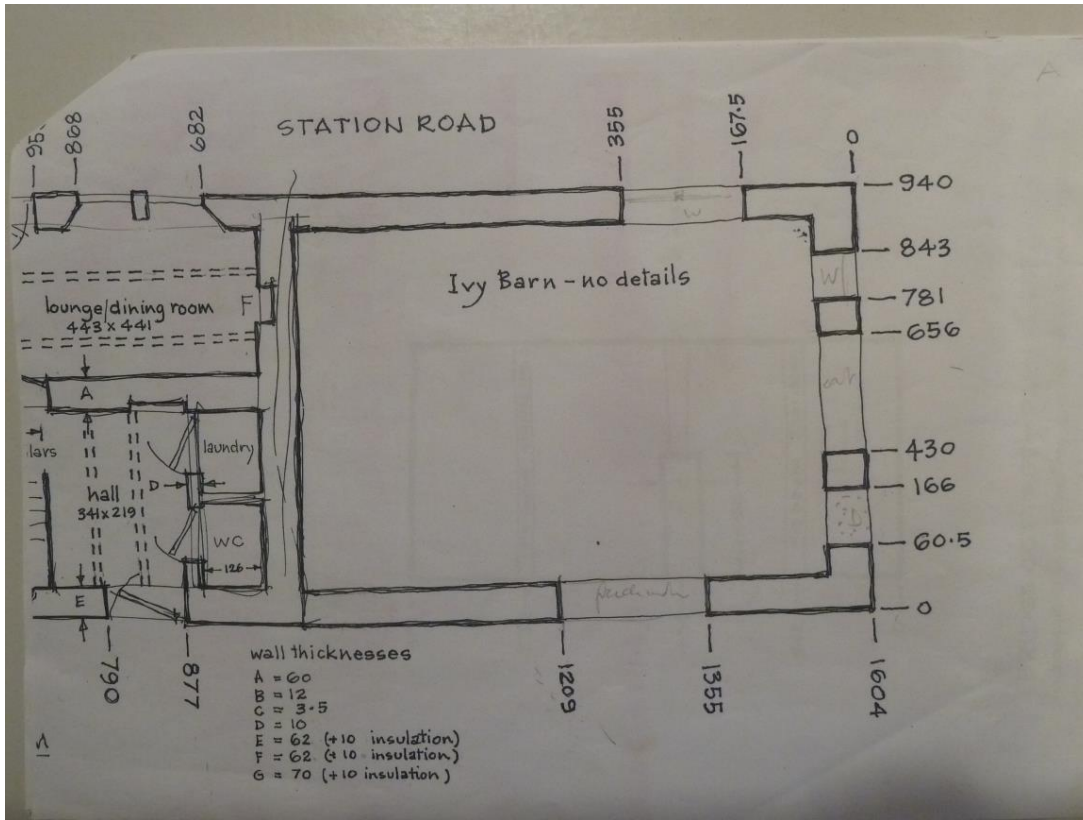 868
682
STATION ROAD
355
167.5
0
940
843
W
781
656
430
166
60.5
0
W
Ivy Barn - no details
lounge/dining room
443 x 441
F
A
laundry
D
hall
341x219
WC
126
E
790
877
1209
1355
1604
wall thicknesses
A = 60
B = 12
C = 3.5
D = 10
E = 62 (+10 insulation)
F = 62 (+10 insulation)
G = 70 (+10 insulation)